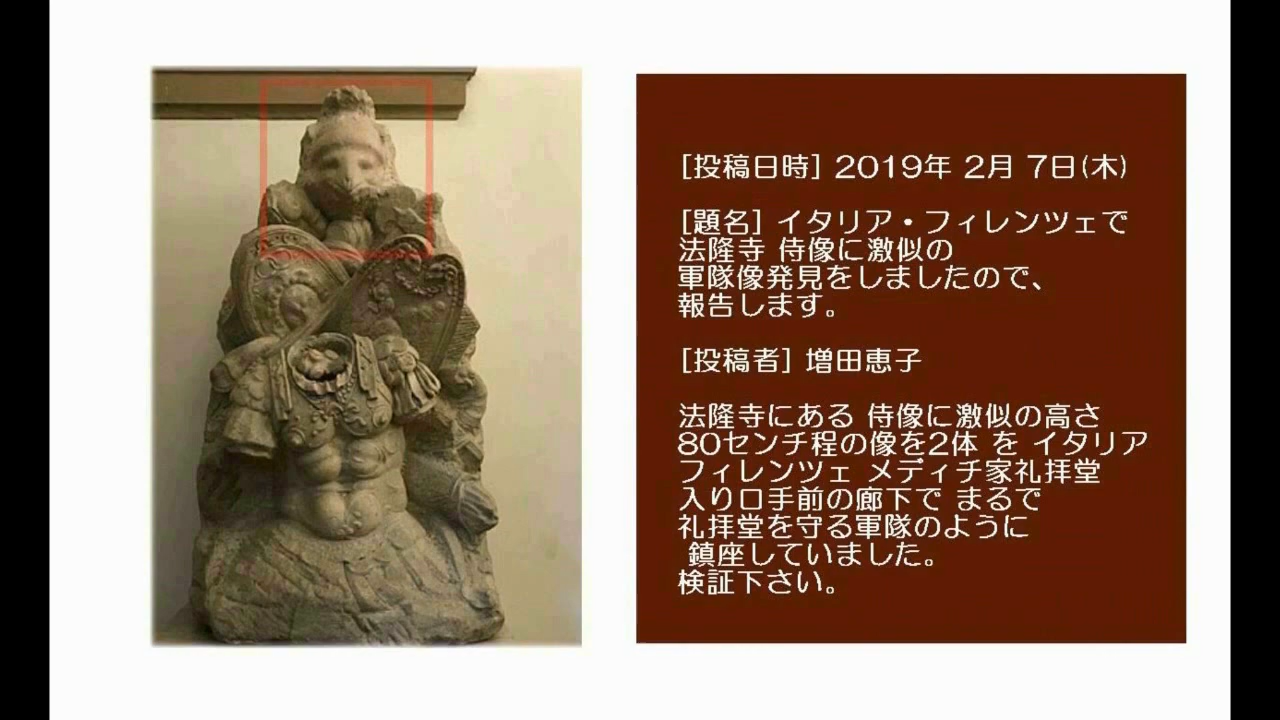 [投稿日時] 2019年 2月 7日(木)
[題名] イタリア・フィレンツェで
法隆寺 侍像に激似の
軍隊像発見をしましたので、
報告します。
[投稿者] 増田恵子
法隆寺にある 侍像に激似の高さ
80センチ程の像を2体 を イタリア
フィレンツェ メディチ家礼拝堂
入り口手前の廊下で まるで
礼拝堂を守る軍隊のように
鎮座していました。
検証下さい。